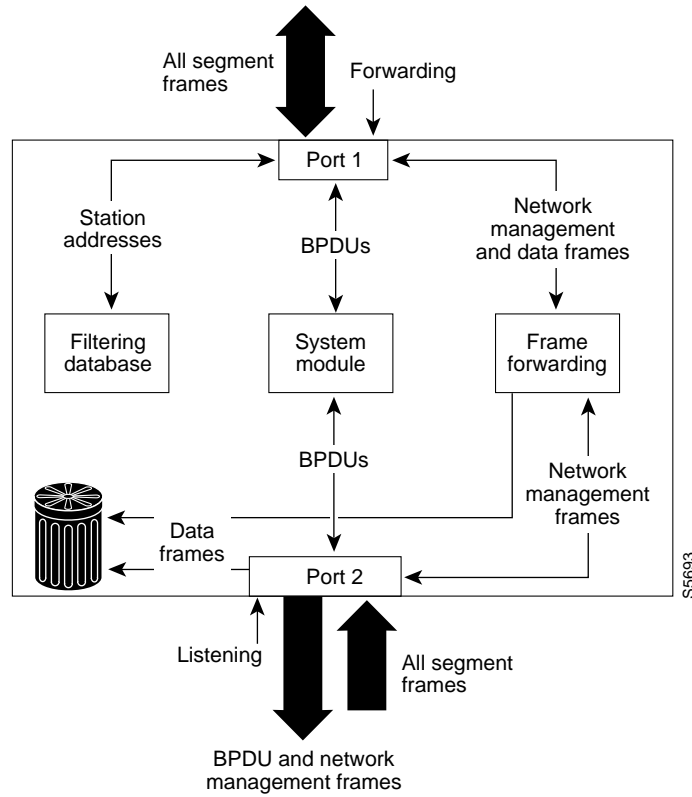 All segment
frames
Forwarding
Port 1
Station
addresses
BPDUs
Network
management
and data frames
Filtering
database
System
module
Frame
forwarding
BPDUs
Network
management
frames
Data
frames
Port 2
S5693
Listening
All segment
frames
BPDU and network
management frames